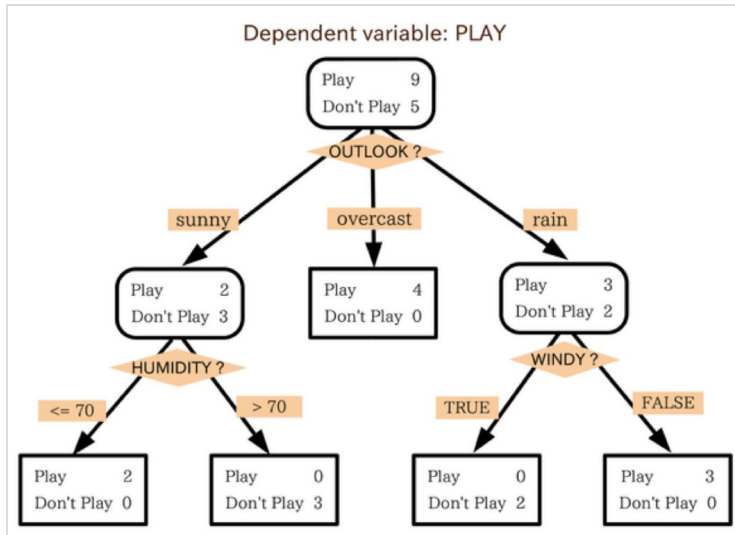 Dependent variable: PLAY
Play 9
Don't Play 5
OUTLOOK ?
sunny
overcast
rain
Play 2
Don't Play 3
Play 4
Don't Play 0
Play 3
Don't Play 2
HUMIDITY ?
WINDY ?
<= 70
> 70
TRUE
FALSE
Play 2
Don't Play 0
Play 0
Don't Play 3
Play 0
Don't Play 2
Play 3
Don't Play 0